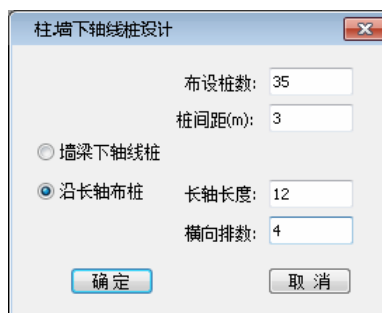 柱墙下轴线桩设计
布设桩数: 35
桩间距(m): 3
墙梁下轴线桩
沿长轴布桩 长轴长度: 12
横向排数: 4
确定 取消